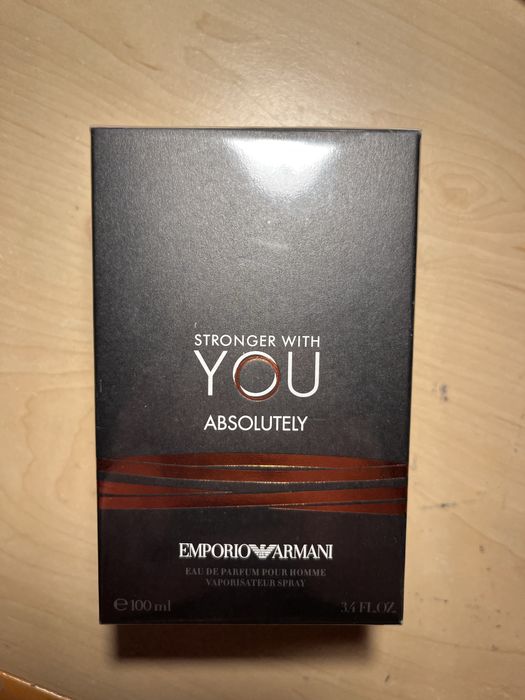 STRONGER WITH
YOU
ABSOLUTELY
EMPORIO ARMANI
EAU DE PARFUM POUR HOMME
VAPORISATEUR SPRAY
℮ 100 ml 3.4 FL.OZ.